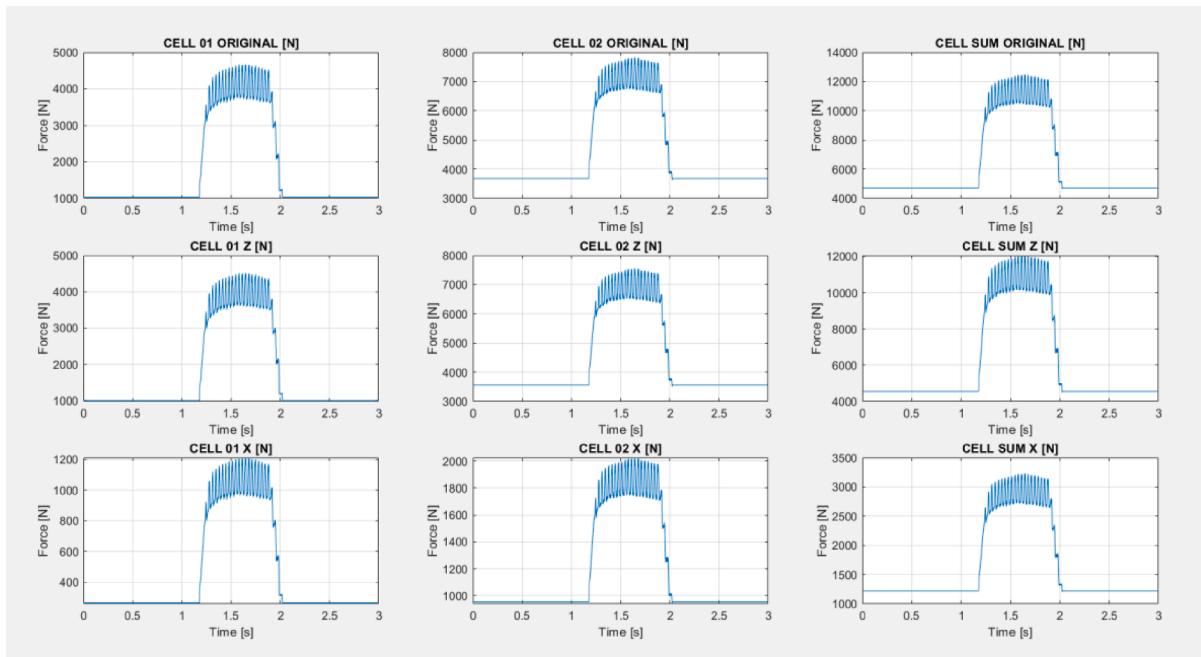 CELL 01 ORIGINAL [N]
5000
4000
3000
2000
1000
Force [N]
0 0.5 1 1.5 2 2.5 3
Time [s]
CELL 02 ORIGINAL [N]
8000
7000
6000
5000
4000
3000
Force [N]
0 0.5 1 1.5 2 2.5 3
Time [s]
CELL SUM ORIGINAL [N]
14000
12000
10000
8000
6000
4000
Force [N]
0 0.5 1 1.5 2 2.5 3
Time [s]
CELL 01 Z [N]
5000
4000
3000
2000
1000
Force [N]
0 0.5 1 1.5 2 2.5 3
Time [s]
CELL 02 Z [N]
8000
7000
6000
5000
4000
3000
Force [N]
0 0.5 1 1.5 2 2.5 3
Time [s]
CELL SUM Z [N]
12000
10000
8000
6000
4000
Force [N]
0 0.5 1 1.5 2 2.5 3
Time [s]
CELL 01 X [N]
1200
1000
800
600
400
Force [N]
0 0.5 1 1.5 2 2.5 3
Time [s]
CELL 02 X [N]
2000
1800
1600
1400
1200
1000
Force [N]
0 0.5 1 1.5 2 2.5 3
Time [s]
CELL SUM X [N]
3500
3000
2500
2000
1500
1000
Force [N]
0 0.5 1 1.5 2 2.5 3
Time [s]